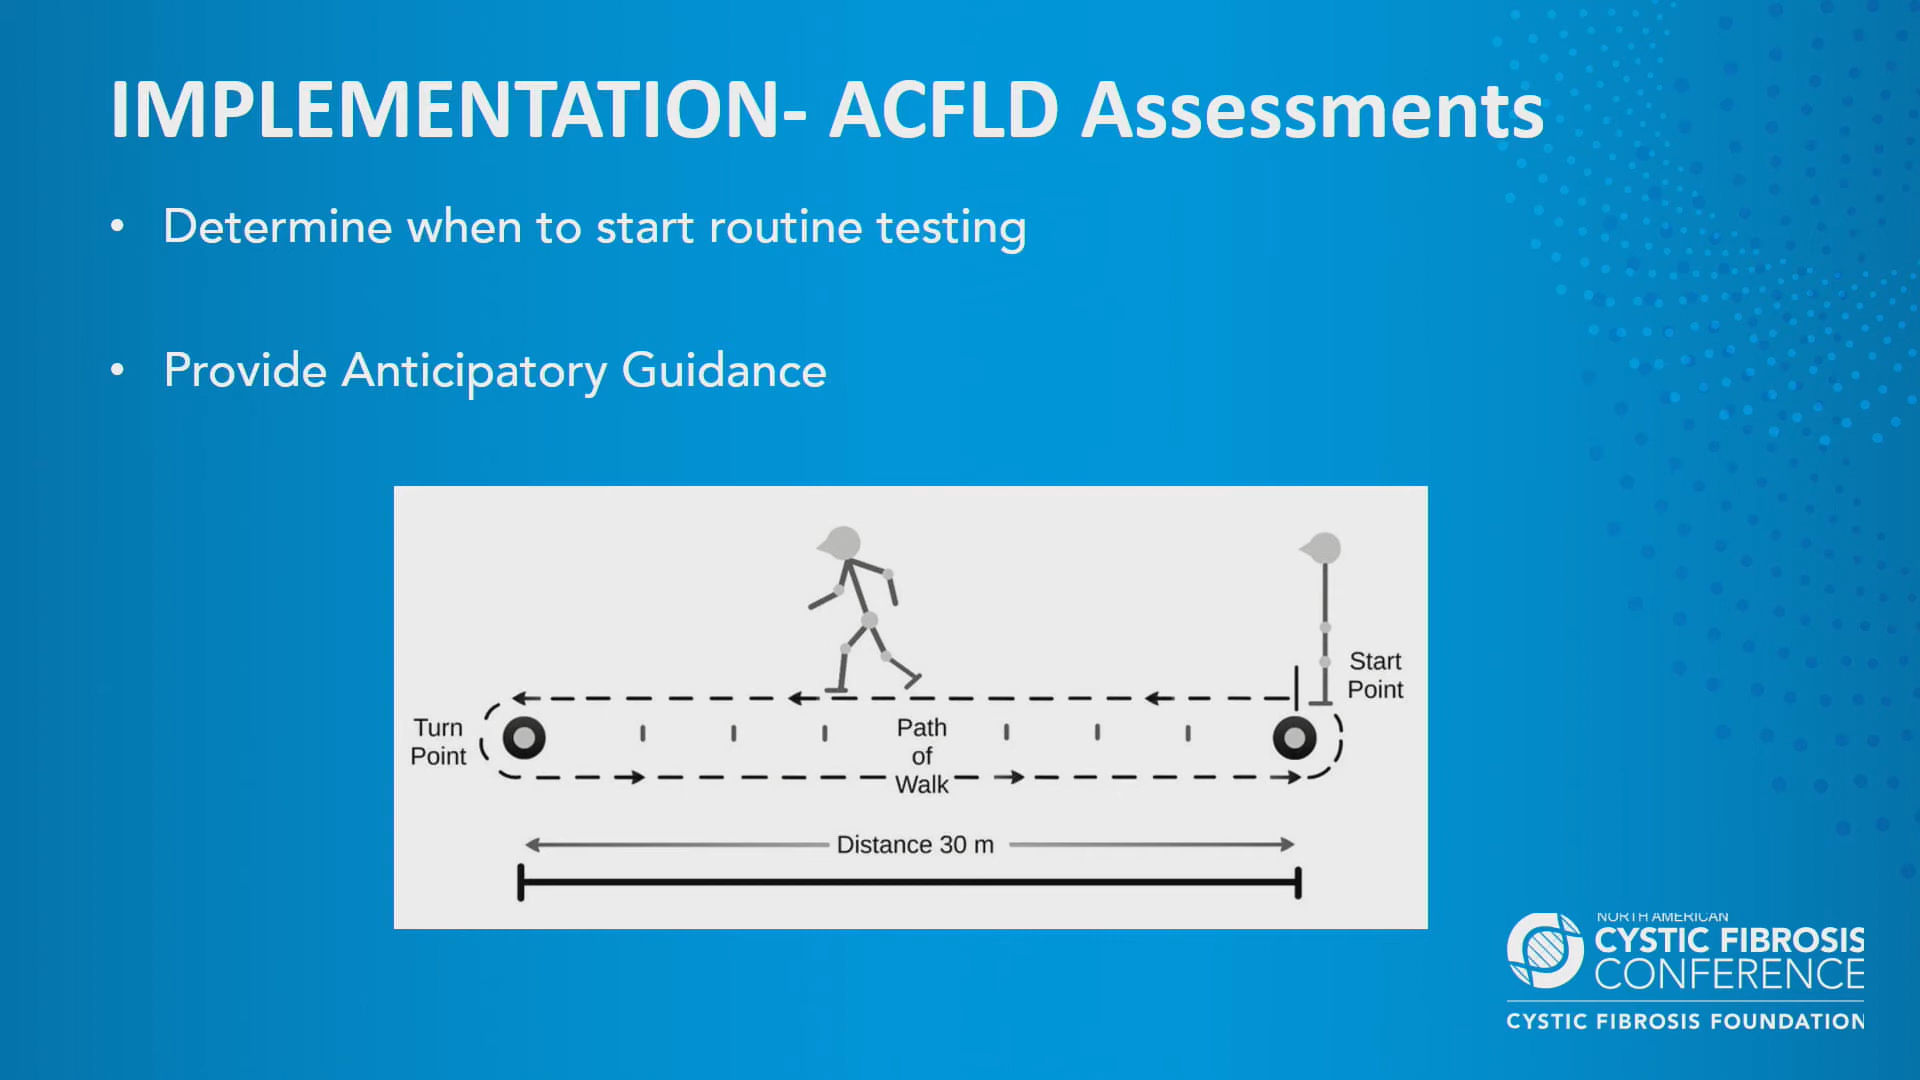 IMPLEMENTATION- ACFLD Assessments
• Determine when to start routine testing
• Provide Anticipatory Guidance
Start
Point
Turn
Point
Path
of
Walk
Distance 30 m
NORTH AMERICAN
CYSTIC FIBROSIS
CONFERENCE
CYSTIC FIBROSIS FOUNDATION